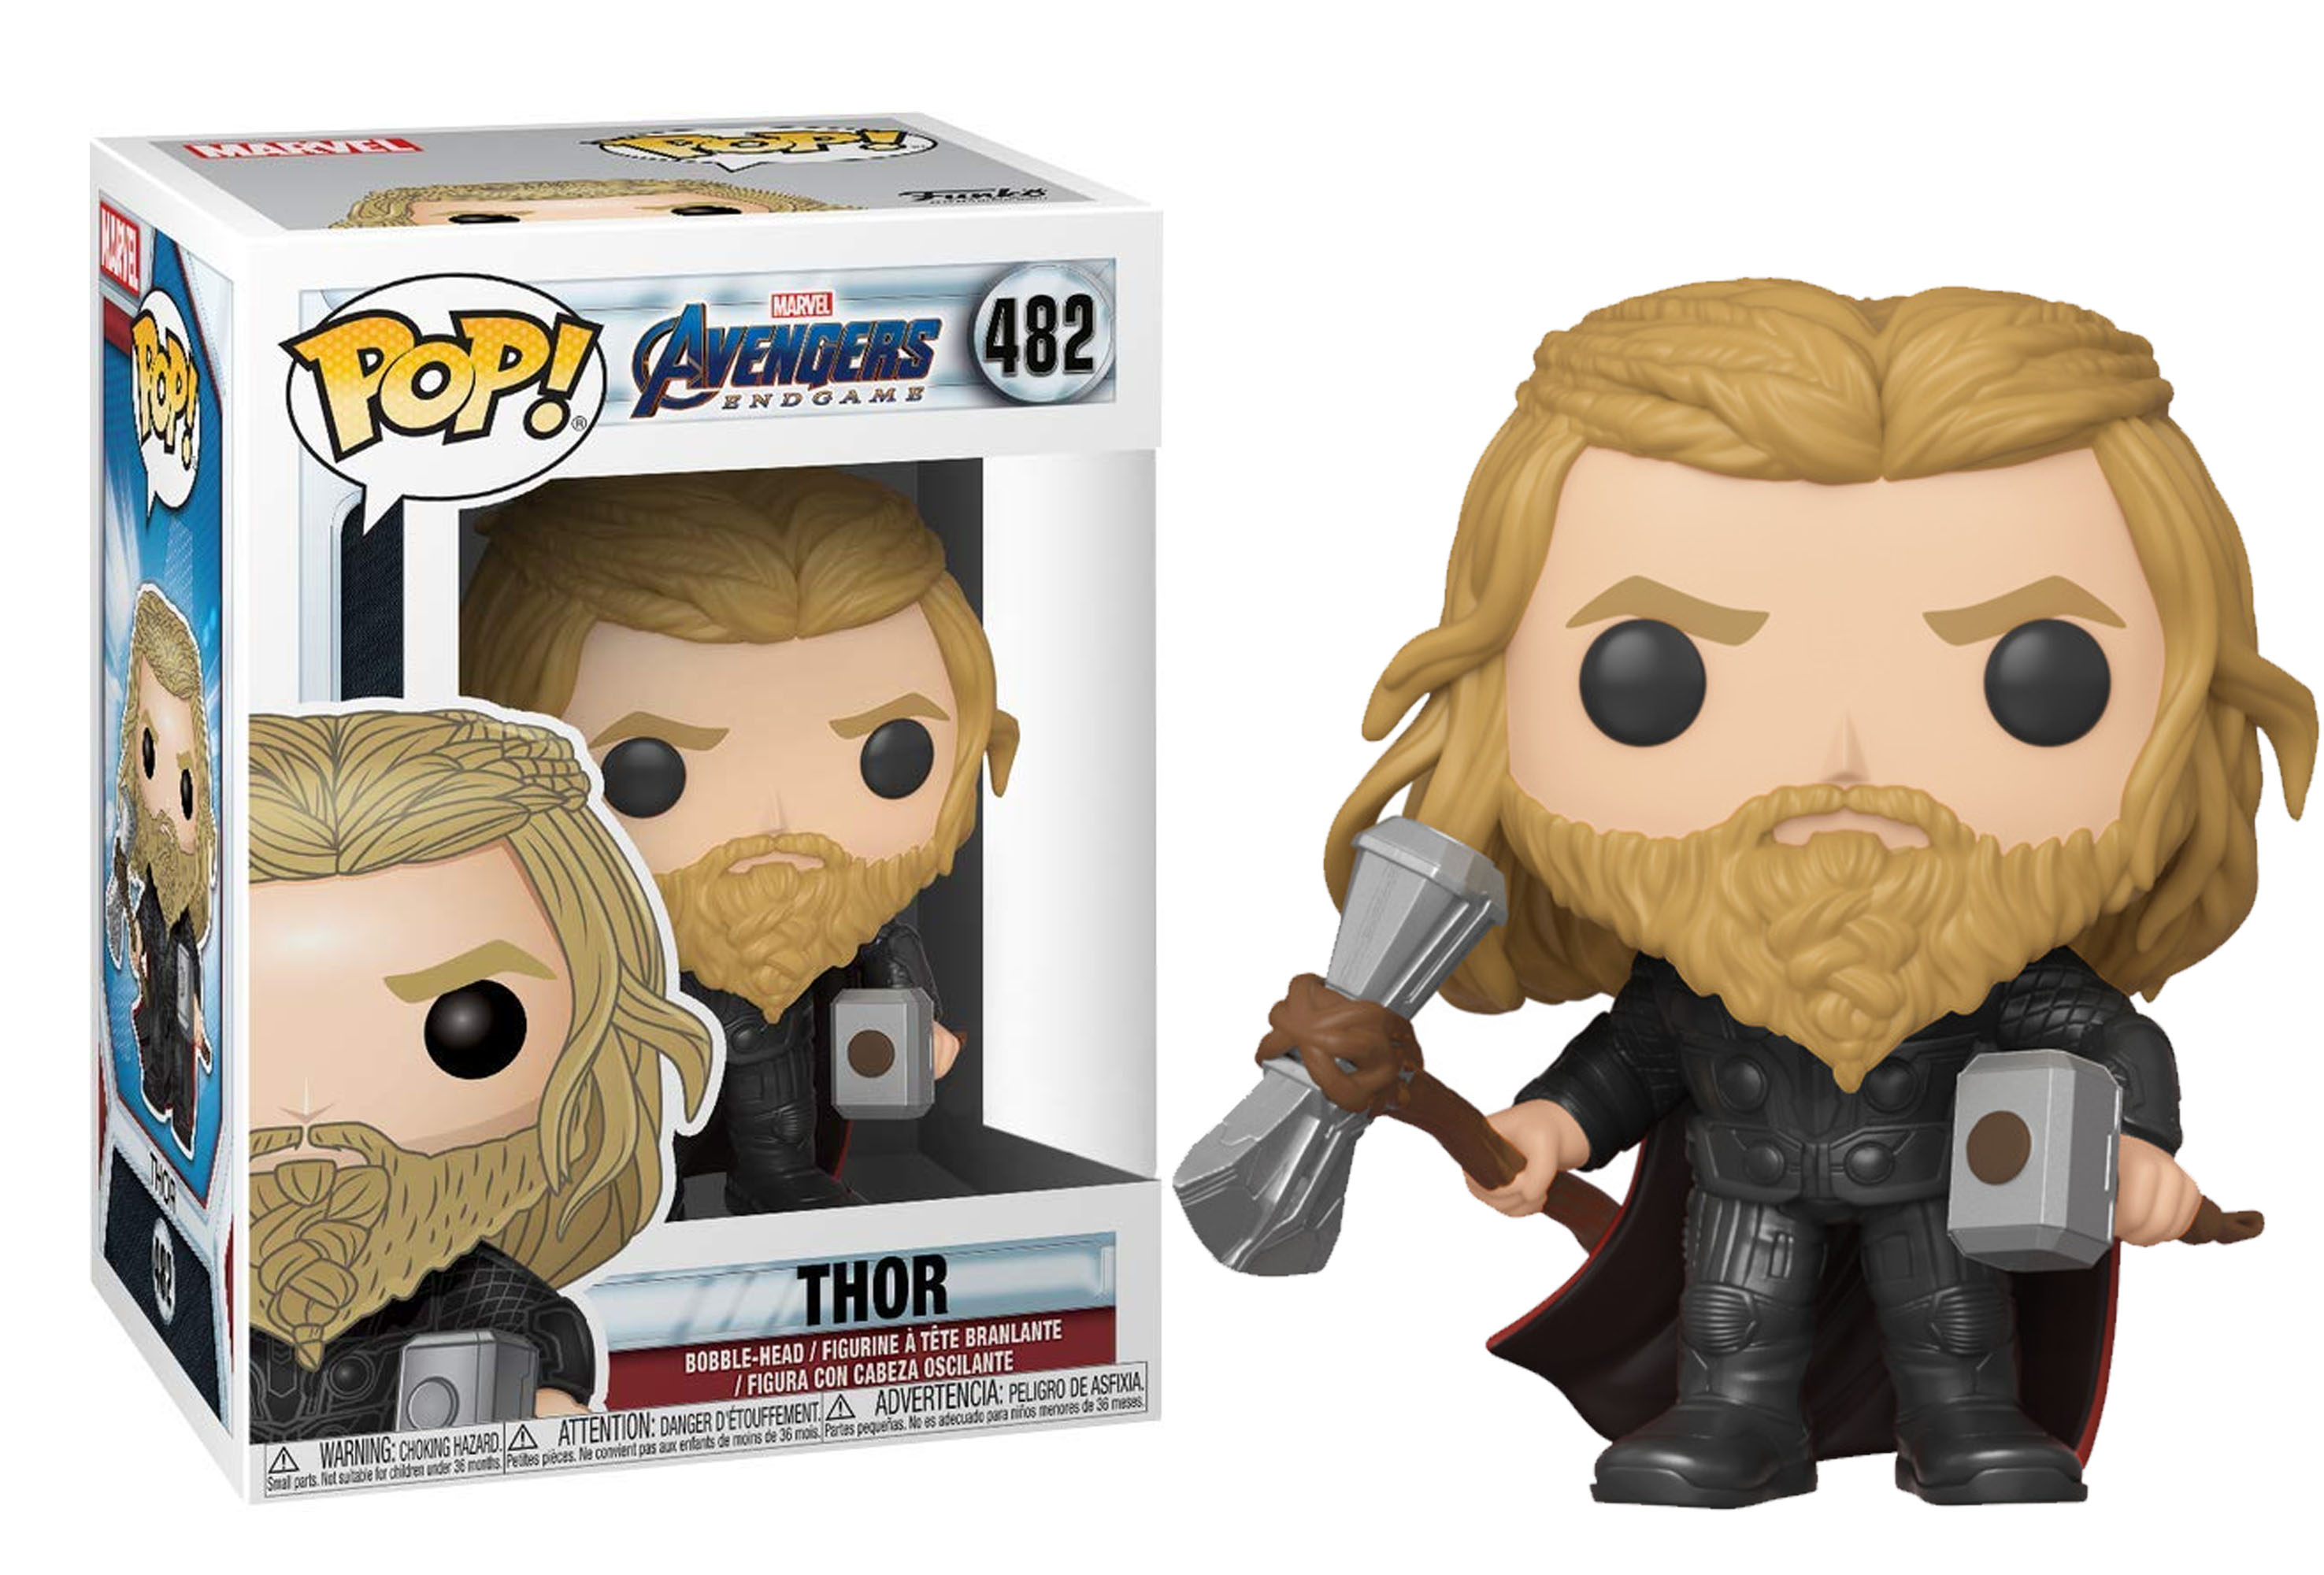 MARVEL
POP!
Funko
MARVEL
POP!
THOR
482
POP!®
MARVEL
AVENGERS
ENDGAME
482
THOR
BOBBLE-HEAD / FIGURINE À TÊTE BRANLANTE
/ FIGURA CON CABEZA OSCILANTE
WARNING: CHOKING HAZARD.
Small parts. Not suitable for children under 36 months.
ATTENTION: DANGER D'ÉTOUFFEMENT.
Petites pièces. Ne convient pas aux enfants de moins de 36 mois.
ADVERTENCIA: PELIGRO DE ASFIXIA.
Partes pequeñas. No es adecuado para niños menores de 36 meses.